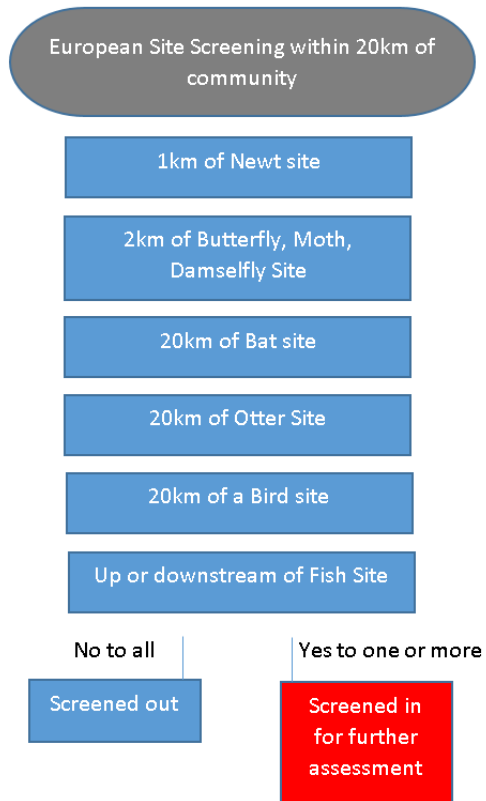 European Site Screening within 20km of
community
1km of Newt site
2km of Butterfly, Moth,
Damselfly Site
20km of Bat site
20km of Otter Site
20km of a Bird site
Up or downstream of Fish Site
No to all
Yes to one or more
Screened out
Screened in
for further
assessment